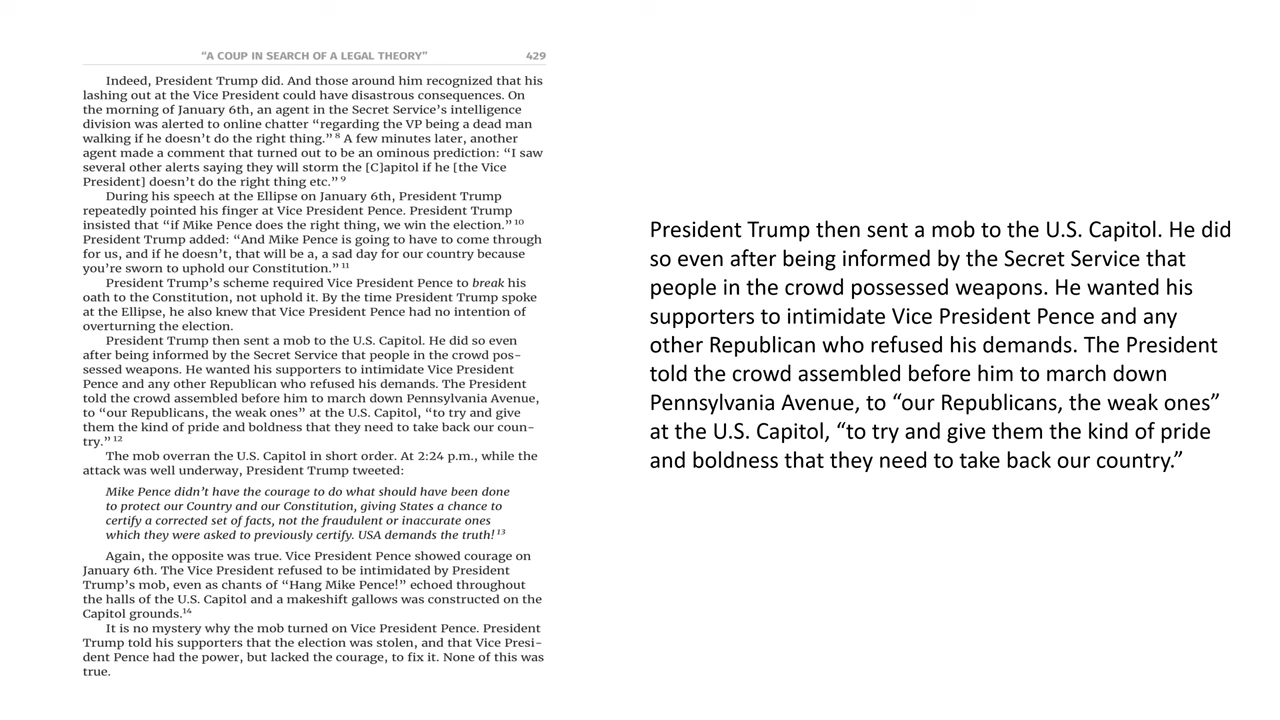 “A COUP IN SEARCH OF A LEGAL THEORY” 429
Indeed, President Trump did. And those around him recognized that his
lashing out at the Vice President could have disastrous consequences. On
the morning of January 6th, an agent in the Secret Service’s intelligence
division was alerted to online chatter “regarding the VP being a dead man
walking if he doesn’t do the right thing.” 8 A few minutes later, another
agent made a comment that turned out to be an ominous prediction: “I saw
several other alerts saying they will storm the [C]apitol if he [the Vice
President] doesn’t do the right thing etc.” 9
During his speech at the Ellipse on January 6th, President Trump
repeatedly pointed his finger at Vice President Pence. President Trump
insisted that “if Mike Pence does the right thing, we win the election.” 10
President Trump added: “And Mike Pence is going to have to come through
for us, and if he doesn’t, that will be a, a sad day for our country because
you’re sworn to uphold our Constitution.” 11
President Trump’s scheme required Vice President Pence to break his
oath to the Constitution, not uphold it. By the time President Trump spoke
at the Ellipse, he also knew that Vice President Pence had no intention of
overturning the election.
President Trump then sent a mob to the U.S. Capitol. He did so even
after being informed by the Secret Service that people in the crowd pos-
sessed weapons. He wanted his supporters to intimidate Vice President
Pence and any other Republican who refused his demands. The President
told the crowd assembled before him to march down Pennsylvania Avenue,
to “our Republicans, the weak ones” at the U.S. Capitol, “to try and give
them the kind of pride and boldness that they need to take back our coun-
try.” 12
The mob overran the U.S. Capitol in short order. At 2:24 p.m., while the
attack was well underway, President Trump tweeted:
Mike Pence didn’t have the courage to do what should have been done
to protect our Country and our Constitution, giving States a chance to
certify a corrected set of facts, not the fraudulent or inaccurate ones
which they were asked to previously certify. USA demands the truth! 13
Again, the opposite was true. Vice President Pence showed courage on
January 6th. The Vice President refused to be intimidated by President
Trump’s mob, even as chants of “Hang Mike Pence!” echoed throughout
the halls of the U.S. Capitol and a makeshift gallows was constructed on the
Capitol grounds.14
It is no mystery why the mob turned on Vice President Pence. President
Trump told his supporters that the election was stolen, and that Vice Presi-
dent Pence had the power, but lacked the courage, to fix it. None of this was
true.
President Trump then sent a mob to the U.S. Capitol. He did
so even after being informed by the Secret Service that
people in the crowd possessed weapons. He wanted his
supporters to intimidate Vice President Pence and any
other Republican who refused his demands. The President
told the crowd assembled before him to march down
Pennsylvania Avenue, to “our Republicans, the weak ones”
at the U.S. Capitol, “to try and give them the kind of pride
and boldness that they need to take back our country.”